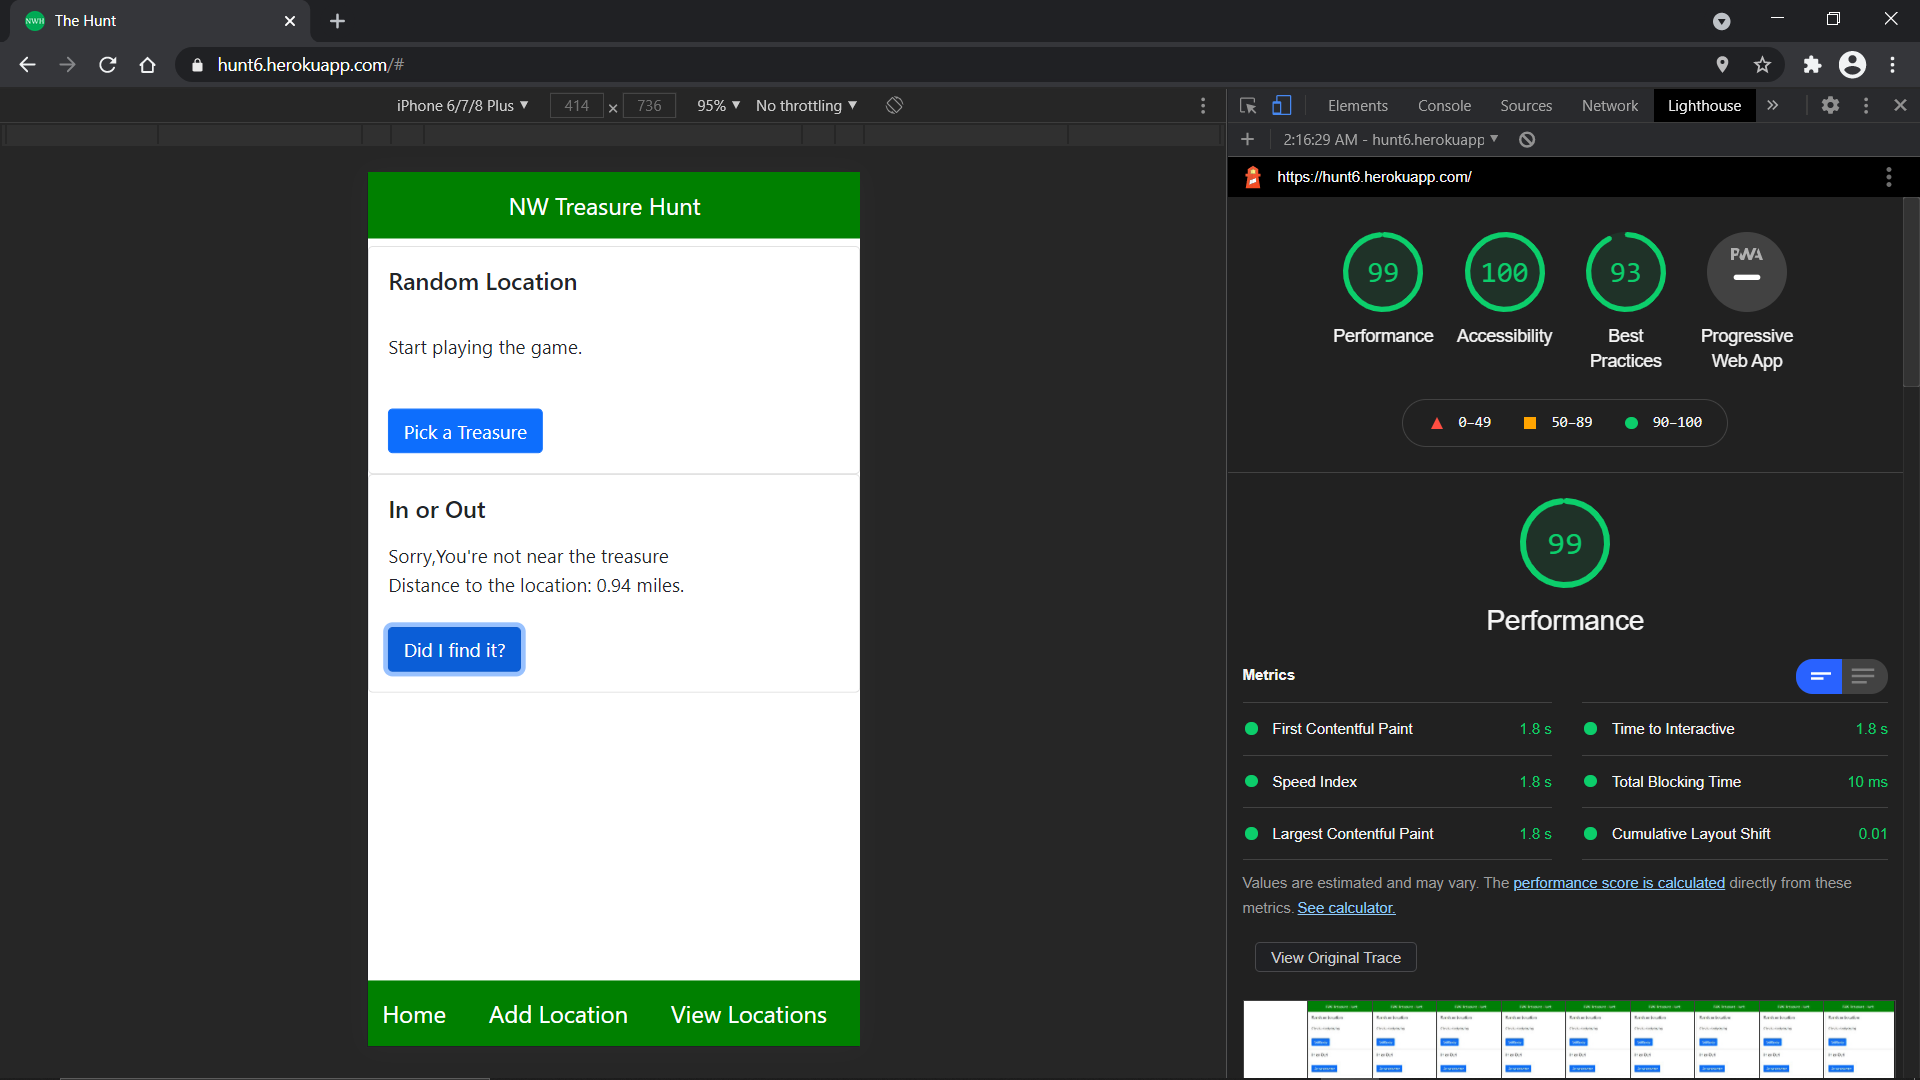 NWH The Hunt
hunt6.herokuapp.com/#
iPhone 6/7/8 Plus 414 × 736 95% No throttling
NW Treasure Hunt
Random Location
Start playing the game.
Pick a Treasure
In or Out
Sorry,You're not near the treasure
Distance to the location: 0.94 miles.
Did I find it?
Home Add Location View Locations
Elements Console Sources Network Lighthouse
2:16:29 AM - hunt6.herokuapp
https://hunt6.herokuapp.com/
99 100 93 PWA
Performance Accessibility Best Practices Progressive Web App
0–49 50–89 90–100
99
Performance
Metrics
First Contentful Paint 1.8 s Time to Interactive 1.8 s
Speed Index 1.8 s Total Blocking Time 10 ms
Largest Contentful Paint 1.8 s Cumulative Layout Shift 0.01
Values are estimated and may vary. The performance score is calculated directly from these
metrics. See calculator.
View Original Trace